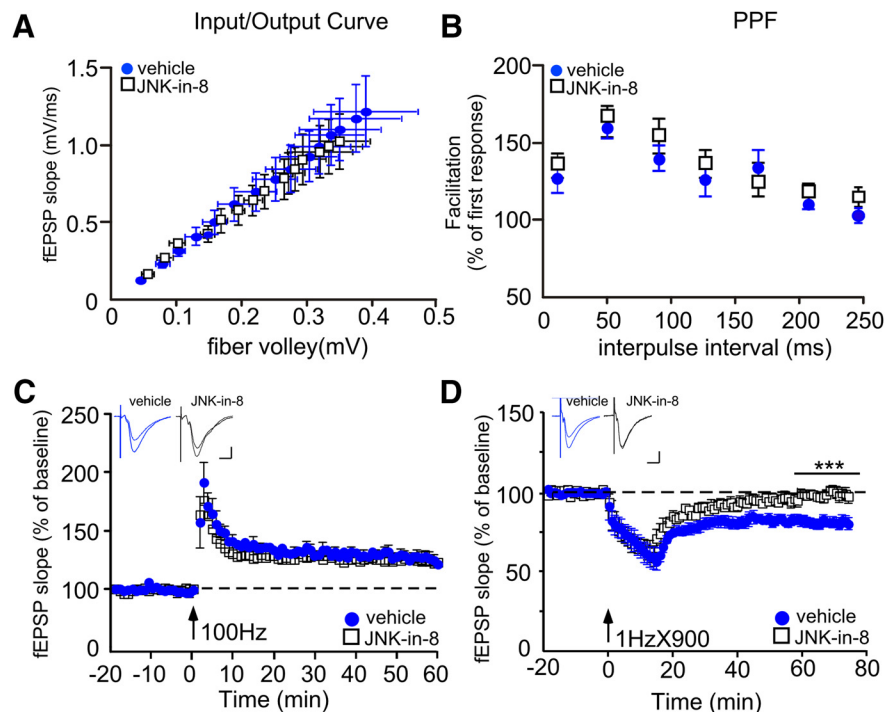 A
Input/Output Curve
vehicle
JNK-in-8
fEPSP slope (mV/ms)
1.5
1.0
0.5
0
0
0.1
0.2
0.3
0.4
0.5
fiber volley(mV)
B
PPF
vehicle
JNK-in-8
Facilitation
(% of first response)
200
150
100
50
0
50
100
150
200
250
interpulse interval (ms)
C
vehicle
JNK-in-8
fEPSP slope (% of baseline)
250
200
150
100
50
0
100Hz
vehicle
JNK-in-8
-20
-10
0
10
20
30
40
50
60
Time (min)
D
vehicle
JNK-in-8
***
fEPSP slope (% of baseline)
150
100
50
0
1HzX900
vehicle
JNK-in-8
-20
0
20
40
60
80
Time (min)